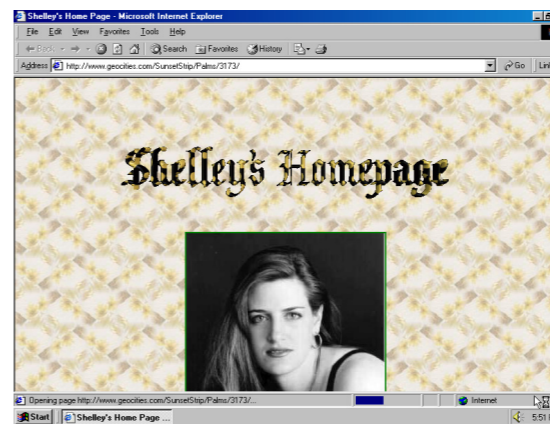 Shelley's Home Page - Microsoft Internet Explorer
File Edit View Favorites Tools Help
Back Search Favorites History
Address http://www.geocities.com/SunsetStrip/Palms/3173/ Go
Shelley's Homepage
Opening page http://www.geocities.com/SunsetStrip/Palms/3173/... Internet
Start Shelley's Home Page ... 5:51